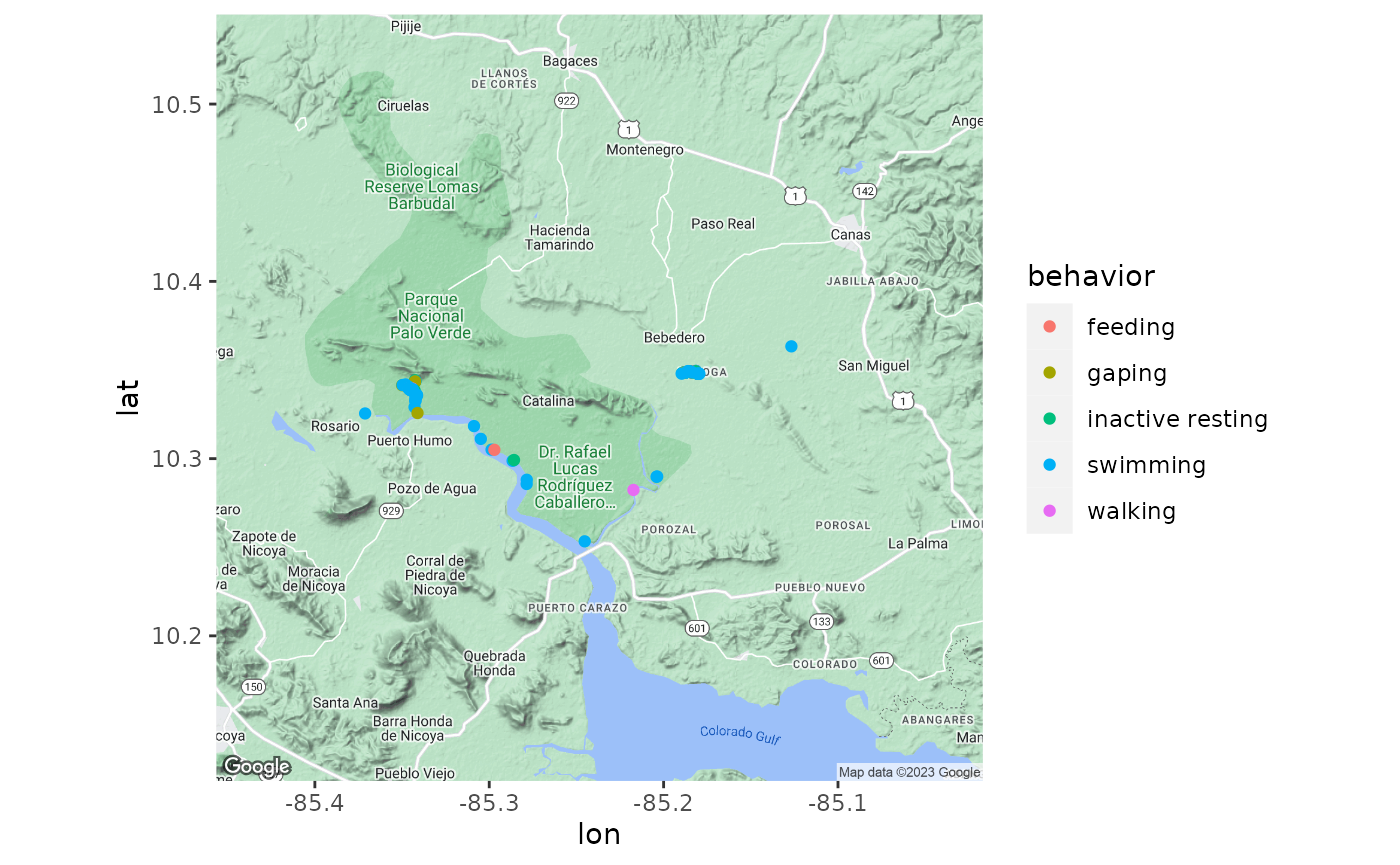 Pijije
Bagaces
LLANOS
DE CORTÉS
922
10.5
Ciruelas
1
Ange
Montenegro
Biological
Reserve Lomas
Barbudal
142
1
Paso Real
Hacienda
Tamarindo
Canas
10.4
JABILLA ABAJO
Parque
Nacional
Palo Verde
Bebedero
ga
San Miguel
OGA
lat
Catalina
1
Rosario
Puerto Humo
10.3
Dr. Rafael
Lucas
Rodríguez
Caballero...
Pozo de Agua
929
zaro
POROZAL
POROSAL
LIMO
Zapote de
Nicoya
La Palma
de
va
Moracia
de Nicoya
Corral de
Piedra de
Nicoya
PUEBLO NUEVO
PUERTO CARAZO
10.2
601
133
Quebrada
Honda
COLORADO
601
150
Santa Ana
Barra Honda
de Nicoya
ABANGARES
coya
Colorado Gulf
Man
Google
Pueblo Viejo
Map data ©2023 Google
-85.4
-85.3
-85.2
-85.1
lon
behavior
feeding
gaping
inactive resting
swimming
walking